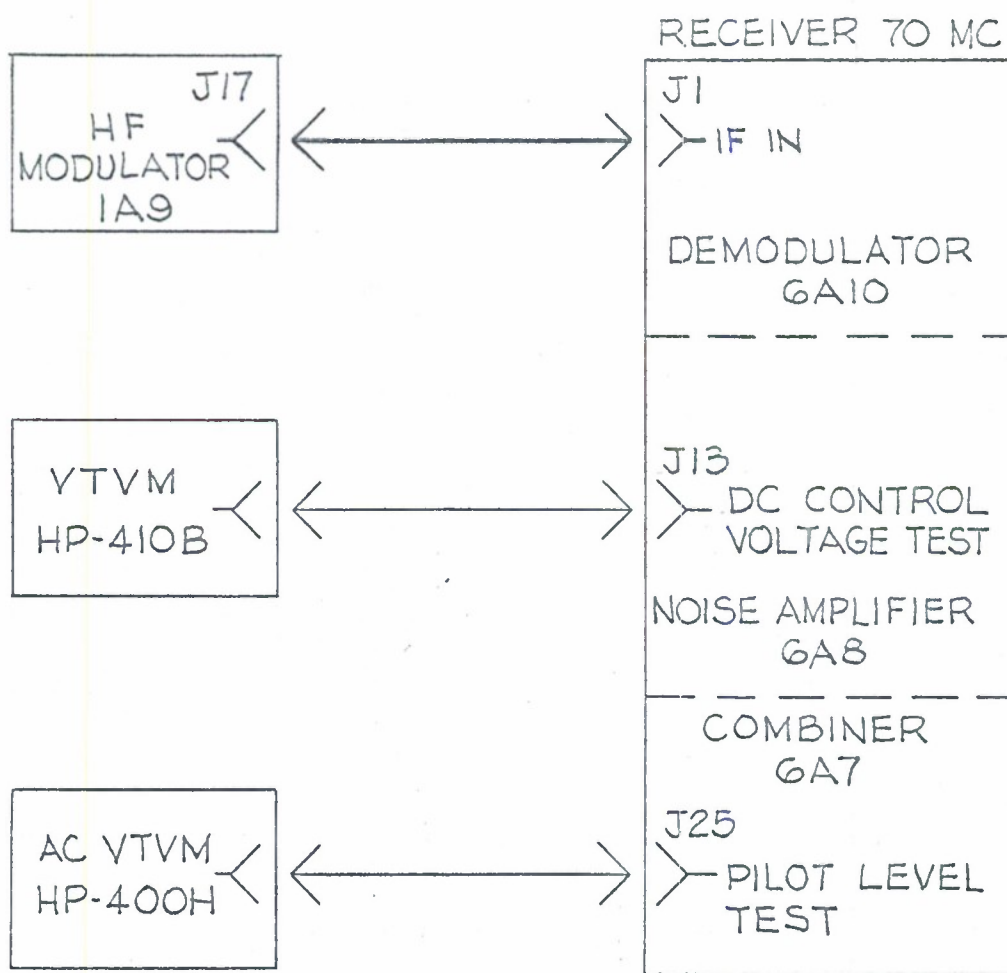 RECEIVER 70 MC
J17
HF
MODULATOR
1A9
J1
IF IN
DEMODULATOR
6A10
VTVM
HP-410B
J13
DC CONTROL
VOLTAGE TEST
NOISE AMPLIFIER
6A8
COMBINER
6A7
AC VTVM
HP-400H
J25
PILOT LEVEL
TEST